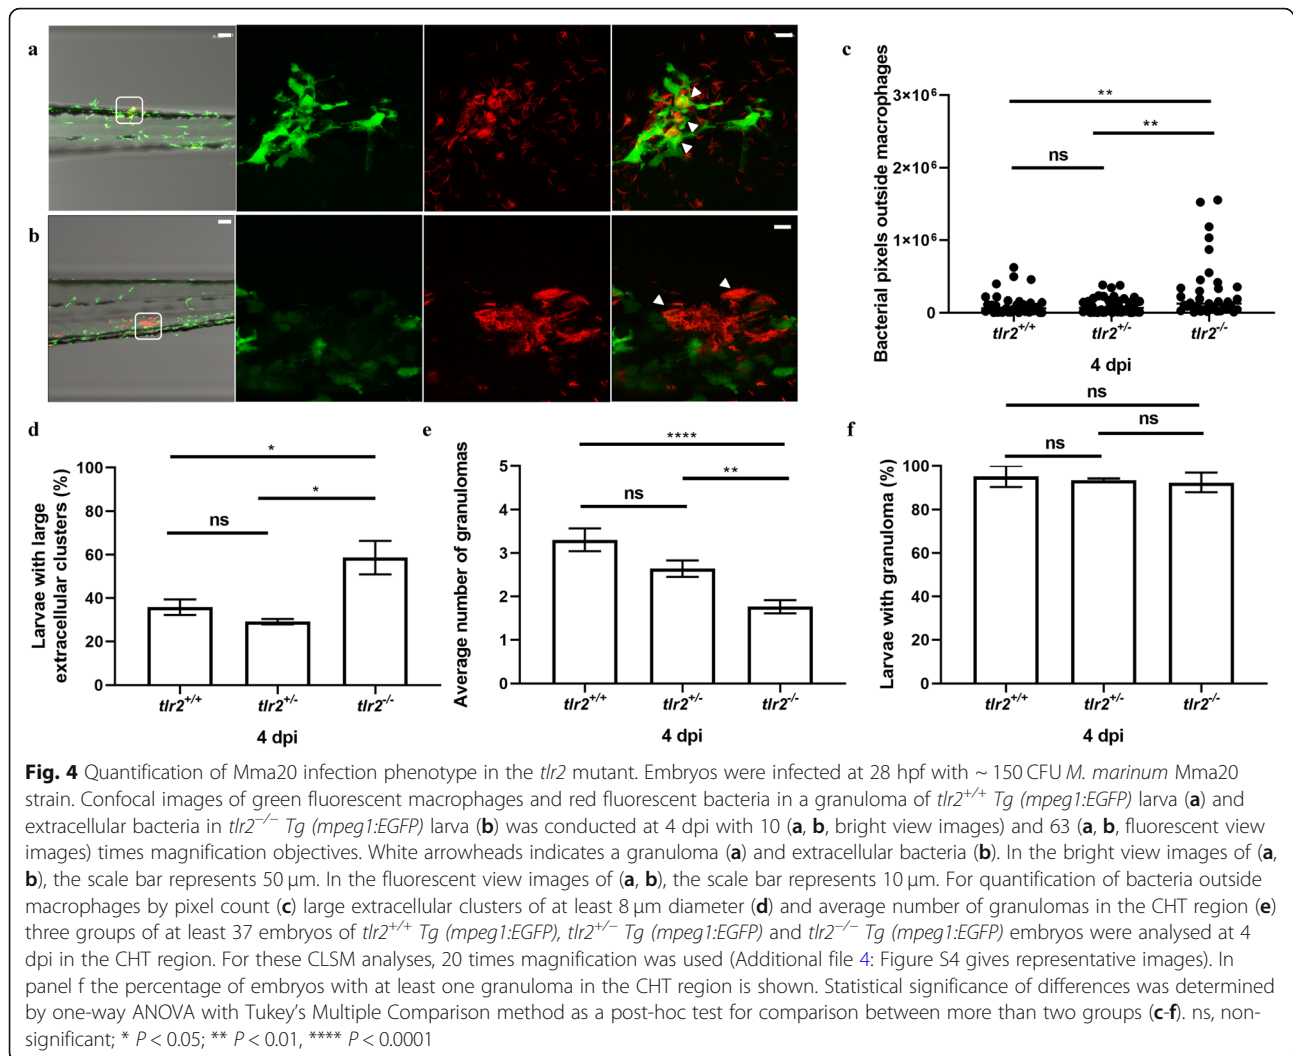 a
b
c
Bacterial pixels outside macrophages
3×10⁶
2×10⁶
1×10⁶
0
**
**
ns
tlr2+/+
tlr2+/-
tlr2-/-
4 dpi
d
Larvae with large
extracellular clusters (%)
100
80
60
40
20
0
*
*
ns
tlr2+/+
tlr2+/-
tlr2-/-
4 dpi
e
Average number of granulomas
5
4
3
2
1
0
****
**
ns
tlr2+/+
tlr2+/-
tlr2-/-
4 dpi
f
Larvae with granuloma (%)
100
80
60
40
20
0
ns
ns
ns
tlr2+/+
tlr2+/-
tlr2-/-
4 dpi
Fig. 4 Quantification of Mma20 infection phenotype in the tlr2 mutant. Embryos were infected at 28 hpf with ~ 150 CFU M. marinum Mma20
strain. Confocal images of green fluorescent macrophages and red fluorescent bacteria in a granuloma of tlr2+/+ Tg (mpeg1:EGFP) larva (a) and
extracellular bacteria in tlr2−/− Tg (mpeg1:EGFP) larva (b) was conducted at 4 dpi with 10 (a, b, bright view images) and 63 (a, b, fluorescent view
images) times magnification objectives. White arrowheads indicates a granuloma (a) and extracellular bacteria (b). In the bright view images of (a,
b), the scale bar represents 50 μm. In the fluorescent view images of (a, b), the scale bar represents 10 μm. For quantification of bacteria outside
macrophages by pixel count (c) large extracellular clusters of at least 8 μm diameter (d) and average number of granulomas in the CHT region (e)
three groups of at least 37 embryos of tlr2+/+ Tg (mpeg1:EGFP), tlr2+/− Tg (mpeg1:EGFP) and tlr2−/− Tg (mpeg1:EGFP) embryos were analysed at 4
dpi in the CHT region. For these CLSM analyses, 20 times magnification was used (Additional file 4: Figure S4 gives representative images). In
panel f the percentage of embryos with at least one granuloma in the CHT region is shown. Statistical significance of differences was determined
by one-way ANOVA with Tukey's Multiple Comparison method as a post-hoc test for comparison between more than two groups (c-f). ns, non-
significant; * P < 0.05; ** P < 0.01, **** P < 0.0001